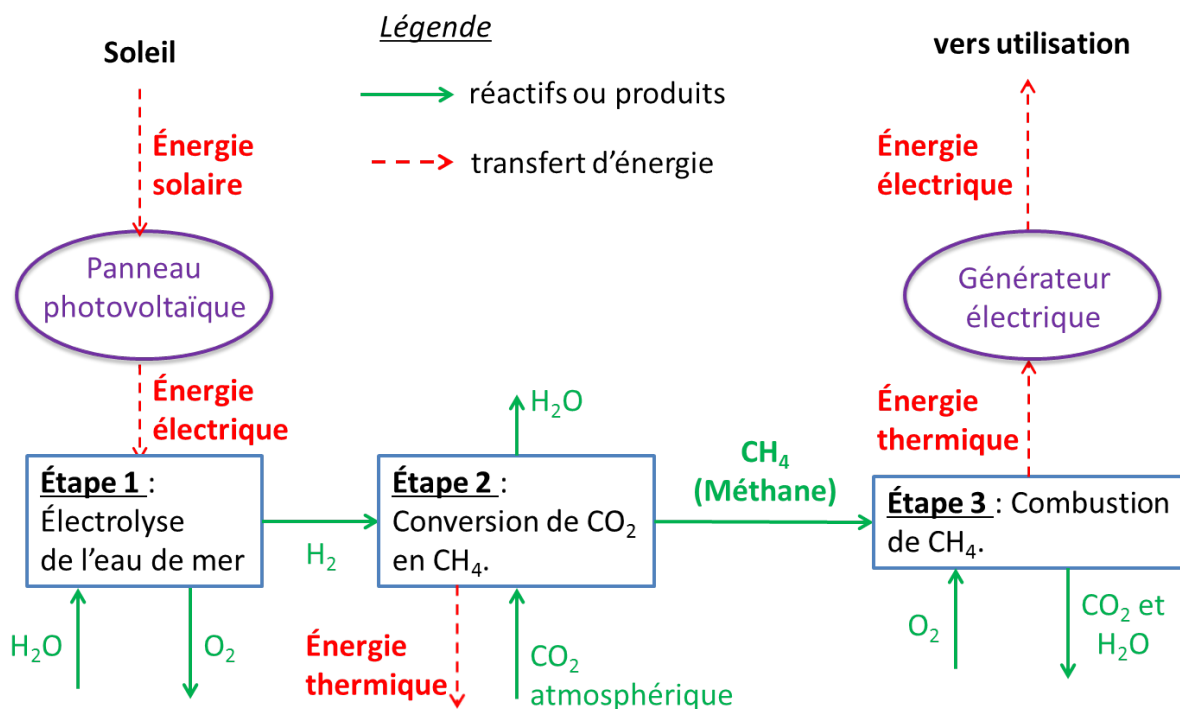 Légende
réactifs ou produits
transfert d’énergie
Soleil
Énergie
solaire
Panneau
photovoltaïque
Énergie
électrique
Étape 1 :
Électrolyse
de l’eau de mer
H₂O
O₂
H₂
H₂O
Étape 2 :
Conversion de CO₂
en CH₄.
Énergie
thermique
CO₂
atmosphérique
CH₄
(Méthane)
vers utilisation
Énergie
électrique
Générateur
électrique
Énergie
thermique
Étape 3 : Combustion
de CH₄.
O₂
CO₂ et
H₂O